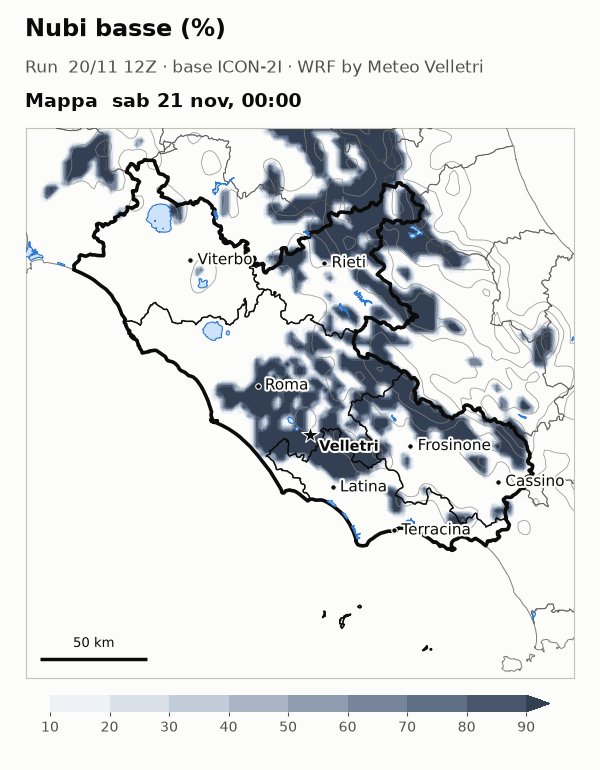 Nubi basse (%)
Run  20/11 12Z · base ICON-2I · WRF by Meteo Velletri
Mappa  sab 21 nov, 00:00
Viterbo
Rieti
Roma
Velletri
Frosinone
Latina
Cassino
Terracina
50 km
10 20 30 40 50 60 70 80 90